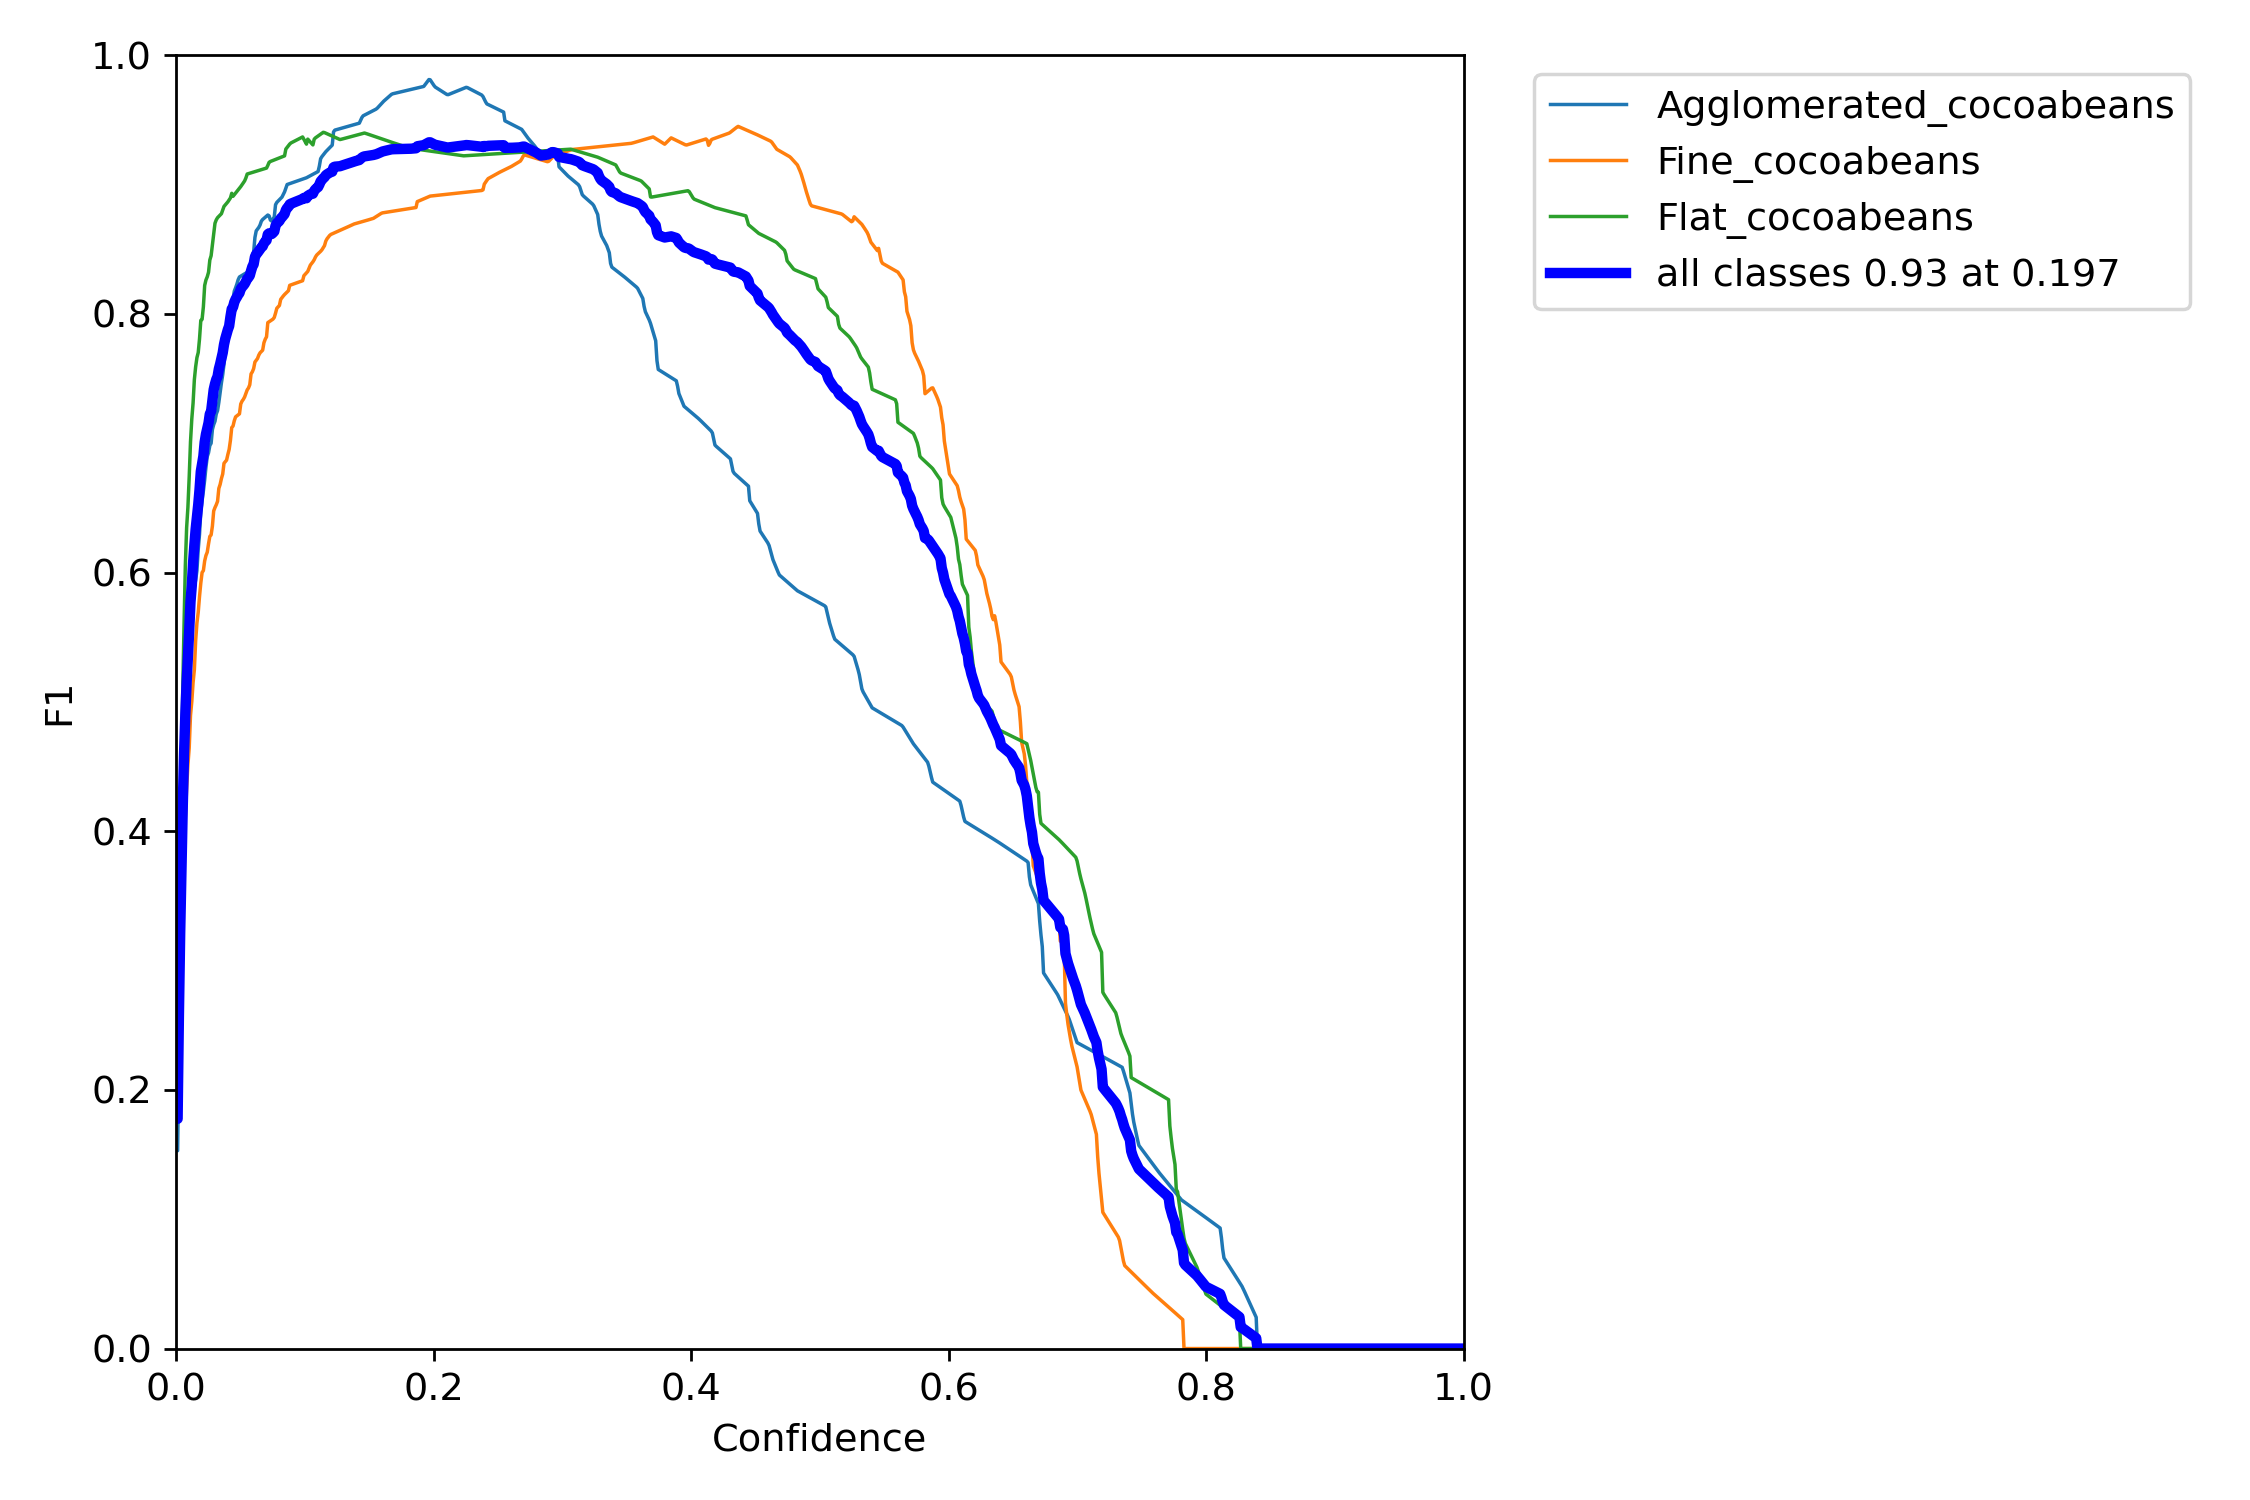 1.0
0.8
0.6
0.4
0.2
0.0
F1
0.0 0.2 0.4 0.6 0.8 1.0
Confidence
Agglomerated_cocoabeans
Fine_cocoabeans
Flat_cocoabeans
all classes 0.93 at 0.197